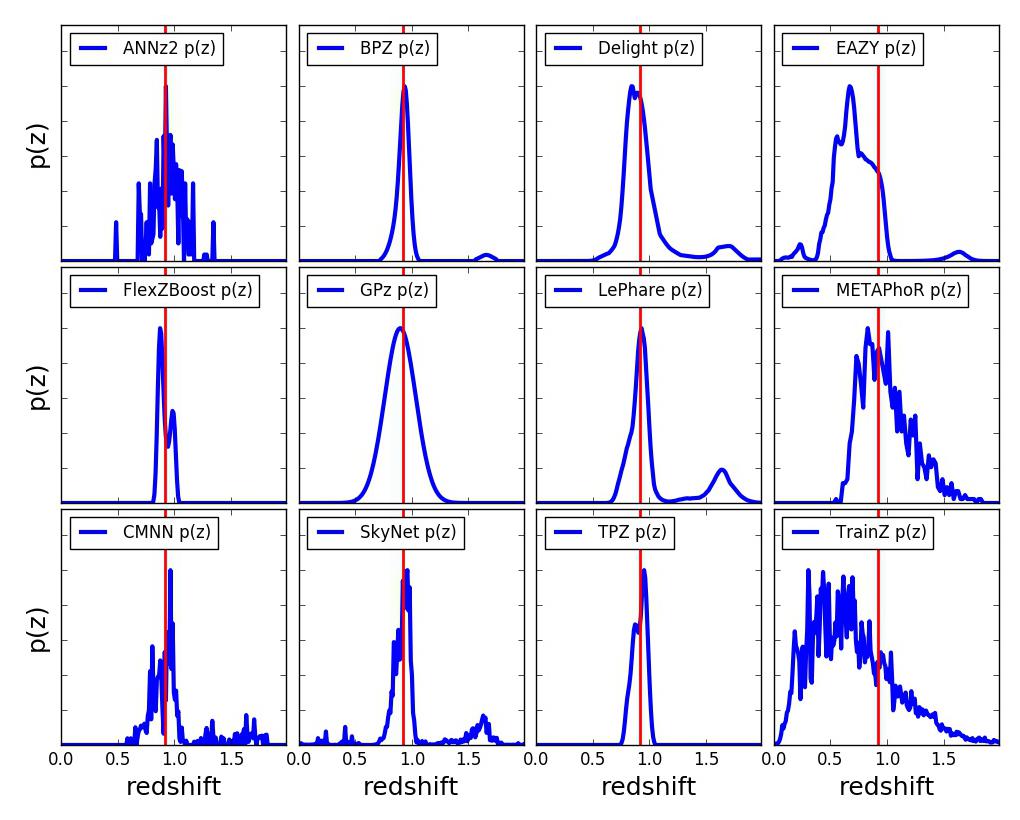 ANNz2 p(z)
BPZ p(z)
Delight p(z)
EAZY p(z)
p(z)
FlexZBoost p(z)
GPz p(z)
LePhare p(z)
METAPhoR p(z)
p(z)
CMNN p(z)
SkyNet p(z)
TPZ p(z)
TrainZ p(z)
p(z)
0.0 0.5 1.0 1.5 0.0 0.5 1.0 1.5 0.0 0.5 1.0 1.5 0.0 0.5 1.0 1.5
redshift redshift redshift redshift